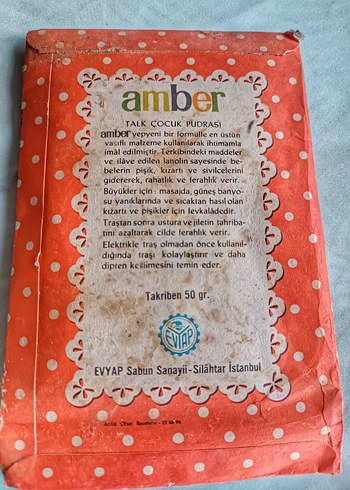 amber
TALK ÇOCUK PUDRASI
amber yepyeni bir formülle en üstün
vasıflı malzeme kullanılarak ihtimamla
imâl edilmiştir. Terkibindeki maddeler
ve ilâve edilen lanolin sayesinde be-
belerin pişik, kızartı ve sivilcelerini
gidererek, rahatlık ve ferahlık verir.
Büyükler için : masajda, güneş banyo-
su yanıklarında ve sıcaktan hasıl olan
kızartı ve pişikler için fevkalâdedir.
Traştan sonra ustura ve jiletin tahriba-
tını azaltarak cilde ferahlık verir.
Elektrikle traş olmadan önce kullanıl-
dığında traşı kolaylaştırır ve daha
dipten kesilmesini temin eder.
Takriben 50 gr.
EVYAP
EVYAP Sabun Sanayii-Silâhtar İstanbul
Ofset